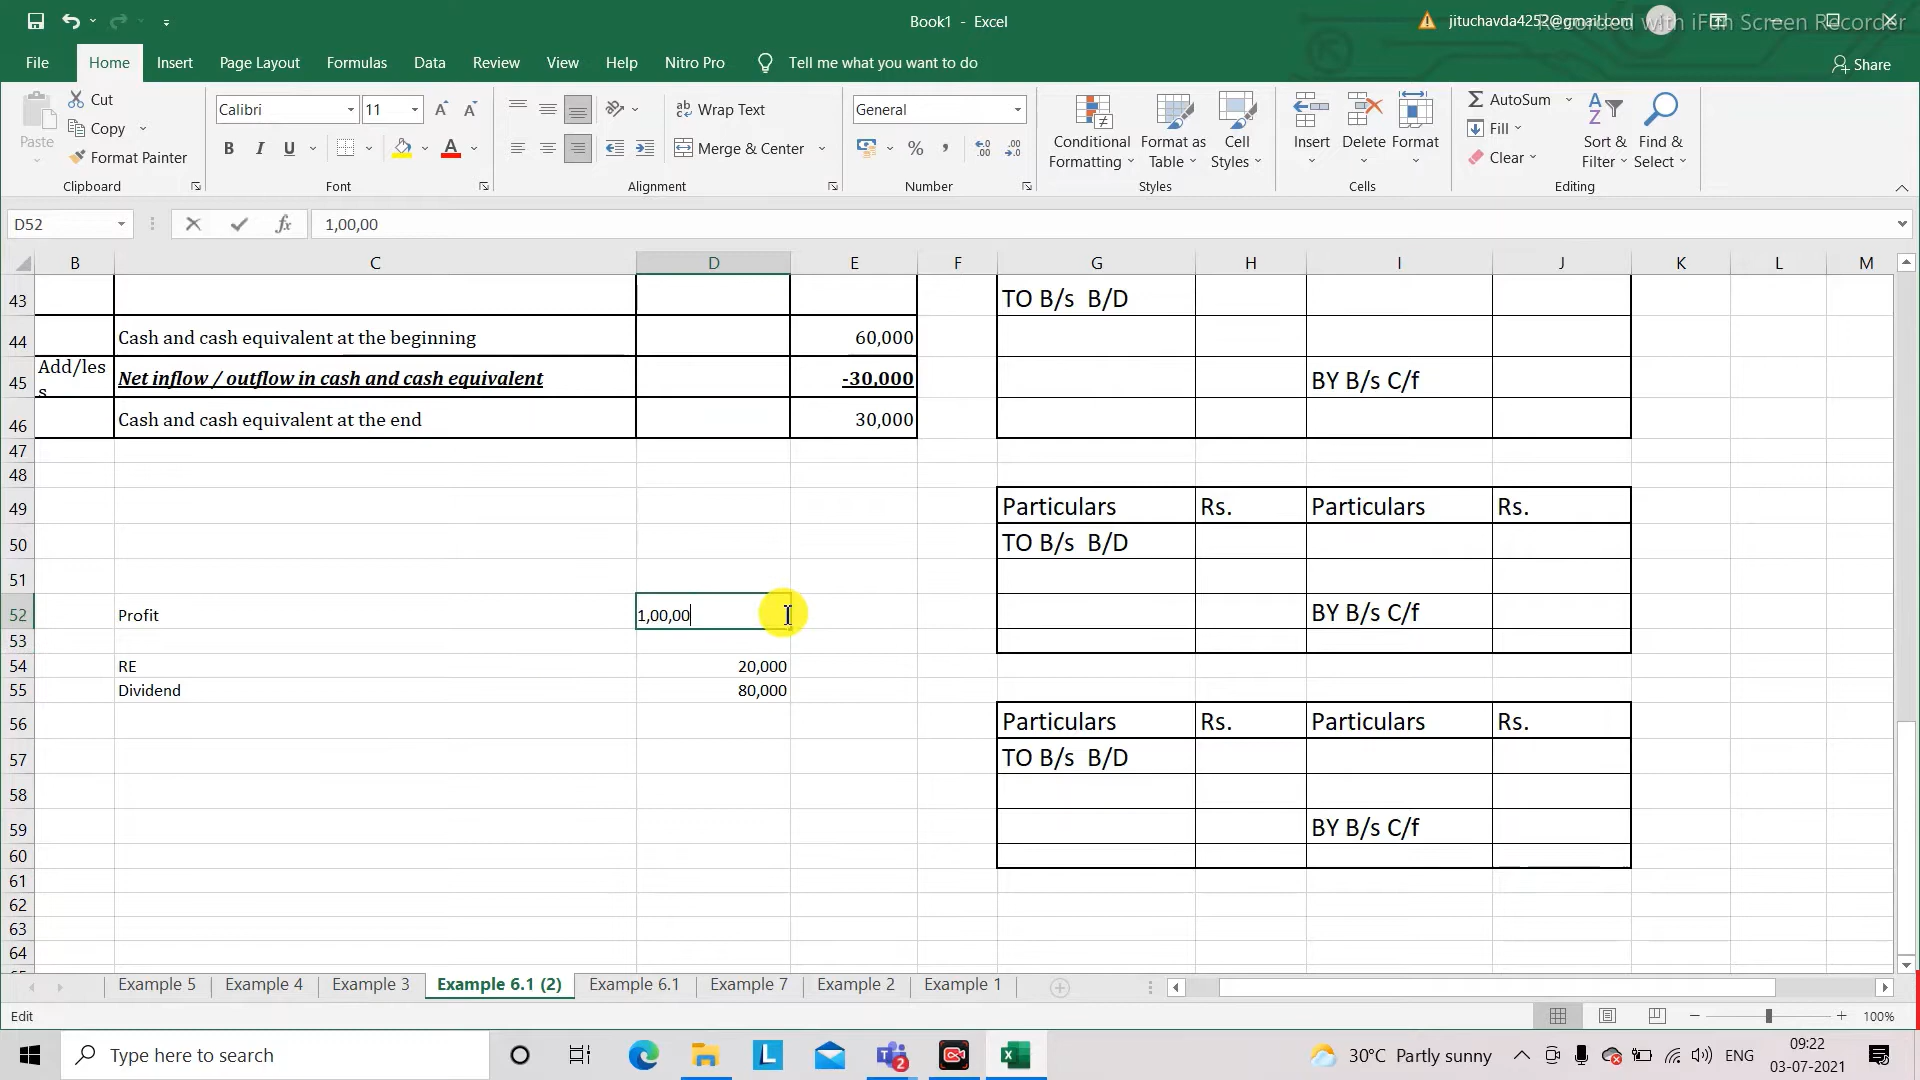 Book1 - Excel
jituchavda4252@gmail.com
Recorded with iFun Screen Recorder
File Home Insert Page Layout Formulas Data Review View Help Nitro Pro Tell me what you want to do
Share
Paste
Cut
Copy
Format Painter
Clipboard
Calibri 11
B I U
Font
ab Wrap Text
Merge & Center
Alignment
General
% ,
Number
Conditional Formatting
Format as Table
Cell Styles
Styles
Insert Delete Format
Cells
AutoSum
Fill
Clear
Sort & Filter
Find & Select
Editing
D52 fx 1,00,00
B C D E F G H I J K L M
43 TO B/s B/D
44 Cash and cash equivalent at the beginning 60,000
45 Add/les s Net inflow / outflow in cash and cash equivalent -30,000 BY B/s C/f
46 Cash and cash equivalent at the end 30,000
47
48
49 Particulars Rs. Particulars Rs.
50 TO B/s B/D
51
52 Profit 1,00,00 BY B/s C/f
53
54 RE 20,000
55 Dividend 80,000
56 Particulars Rs. Particulars Rs.
57 TO B/s B/D
58
59 BY B/s C/f
60
61
62
63
64
Example 5 Example 4 Example 3 Example 6.1 (2) Example 6.1 Example 7 Example 2 Example 1
Edit
100%
Type here to search
L
2
30°C Partly sunny
ENG
09:22
03-07-2021